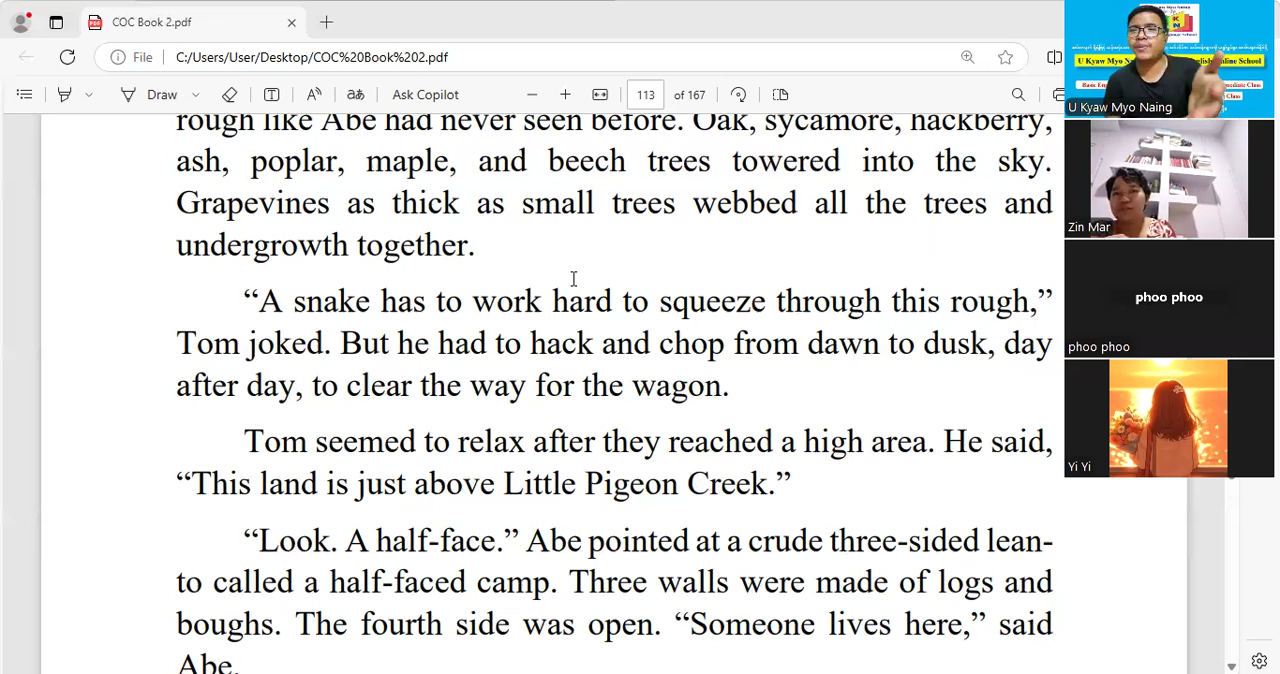 COC Book 2.pdf
File
C:/Users/User/Desktop/COC%20Book%202.pdf
Draw
Ask Copilot
113
of 167
rough like Abe had never seen before. Oak, sycamore, hackberry,
ash, poplar, maple, and beech trees towered into the sky.
Grapevines as thick as small trees webbed all the trees and
undergrowth together.
“A snake has to work hard to squeeze through this rough,”
Tom joked. But he had to hack and chop from dawn to dusk, day
after day, to clear the way for the wagon.
Tom seemed to relax after they reached a high area. He said,
“This land is just above Little Pigeon Creek.”
“Look. A half-face.” Abe pointed at a crude three-sided lean-
to called a half-faced camp. Three walls were made of logs and
boughs. The fourth side was open. “Someone lives here,” said
Abe.
U Kyaw Myo Naing
Zin Mar
phoo phoo
phoo phoo
Yi Yi